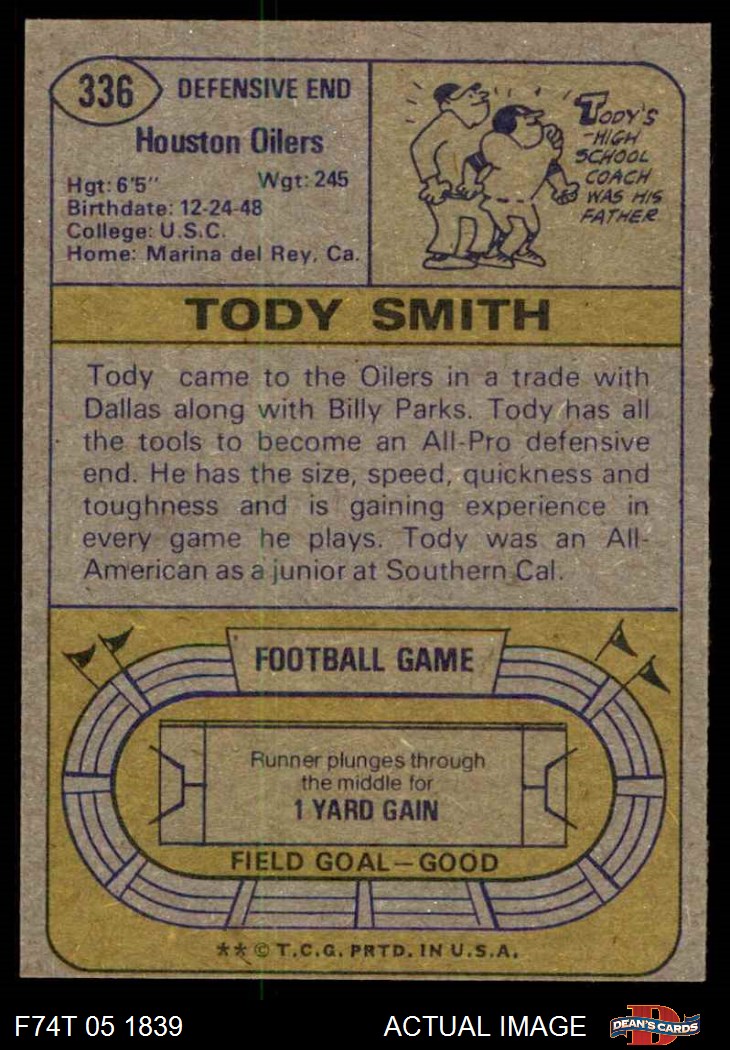 336
DEFENSIVE END
Houston Oilers
Hgt: 6'5" Wgt: 245
Birthdate: 12-24-48
College: U.S.C.
Home: Marina del Rey, Ca.
TODY'S
HIGH
SCHOOL
COACH
WAS HIS
FATHER
TODY SMITH
Tody came to the Oilers in a trade with
Dallas along with Billy Parks. Tody has all
the tools to become an All-Pro defensive
end. He has the size, speed, quickness and
toughness and is gaining experience in
every game he plays. Tody was an All-
American as a junior at Southern Cal.
FOOTBALL GAME
Runner plunges through
the middle for
1 YARD GAIN
FIELD GOAL—GOOD
** © T.C.G. PRTD. IN U.S.A.
F74T 05 1839
ACTUAL IMAGE
D
DEAN'S CARDS